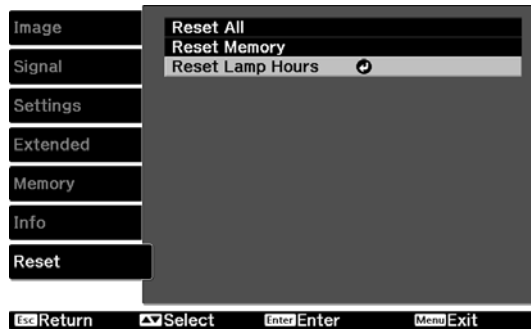 Image
Signal
Settings
Extended
Memory
Info
Reset
Reset All
Reset Memory
Reset Lamp Hours
Esc Return Select Enter Enter Menu Exit